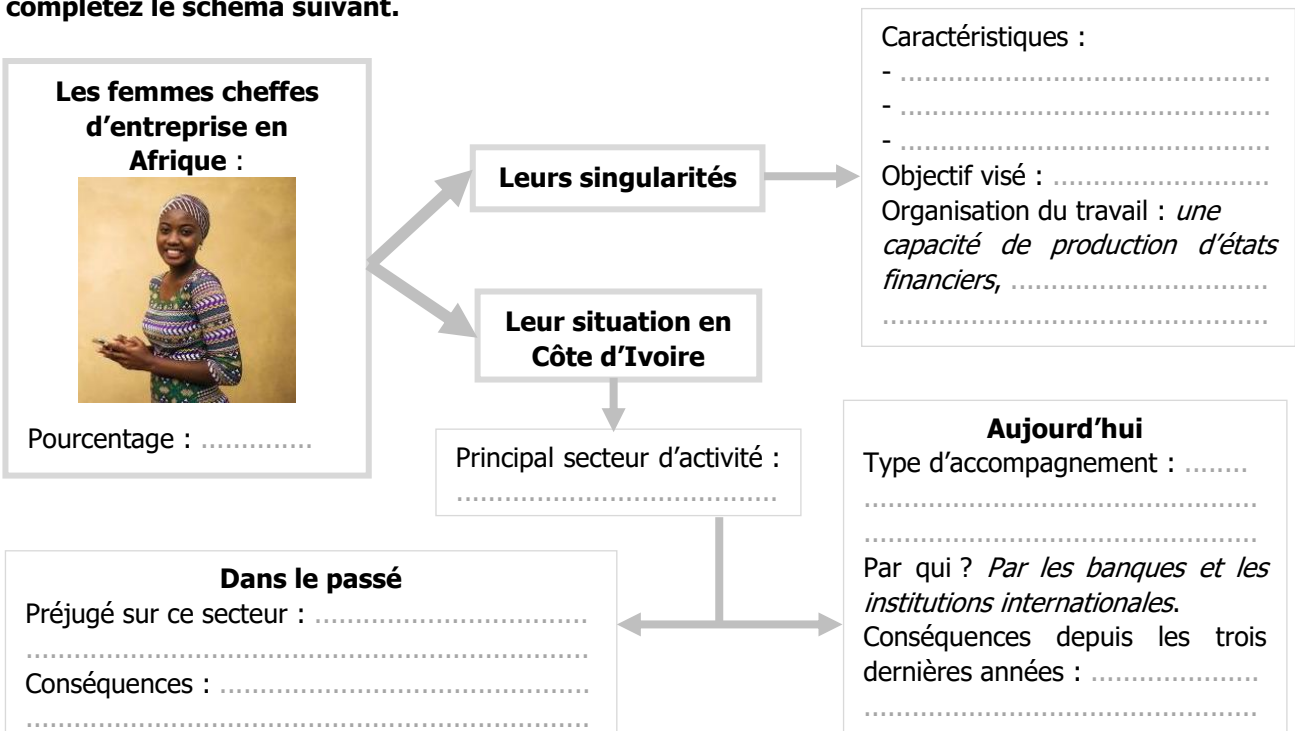 complétez le schéma suivant.
Les femmes cheffes
d’entreprise en
Afrique :
Pourcentage : ..............
Leurs singularités
Caractéristiques :
- ..............................................
- ..............................................
- ..............................................
Objectif visé : ...........................
Organisation du travail : une
capacité de production d’états
financiers, ................................
................................................
Leur situation en
Côte d’Ivoire
Principal secteur d’activité :
........................................
Dans le passé
Préjugé sur ce secteur : ..................................
......................................................................
Conséquences : ..............................................
......................................................................
Aujourd’hui
Type d’accompagnement : ........
.................................................
.................................................
Par qui ? Par les banques et les
institutions internationales.
Conséquences depuis les trois
dernières années : .....................
.................................................